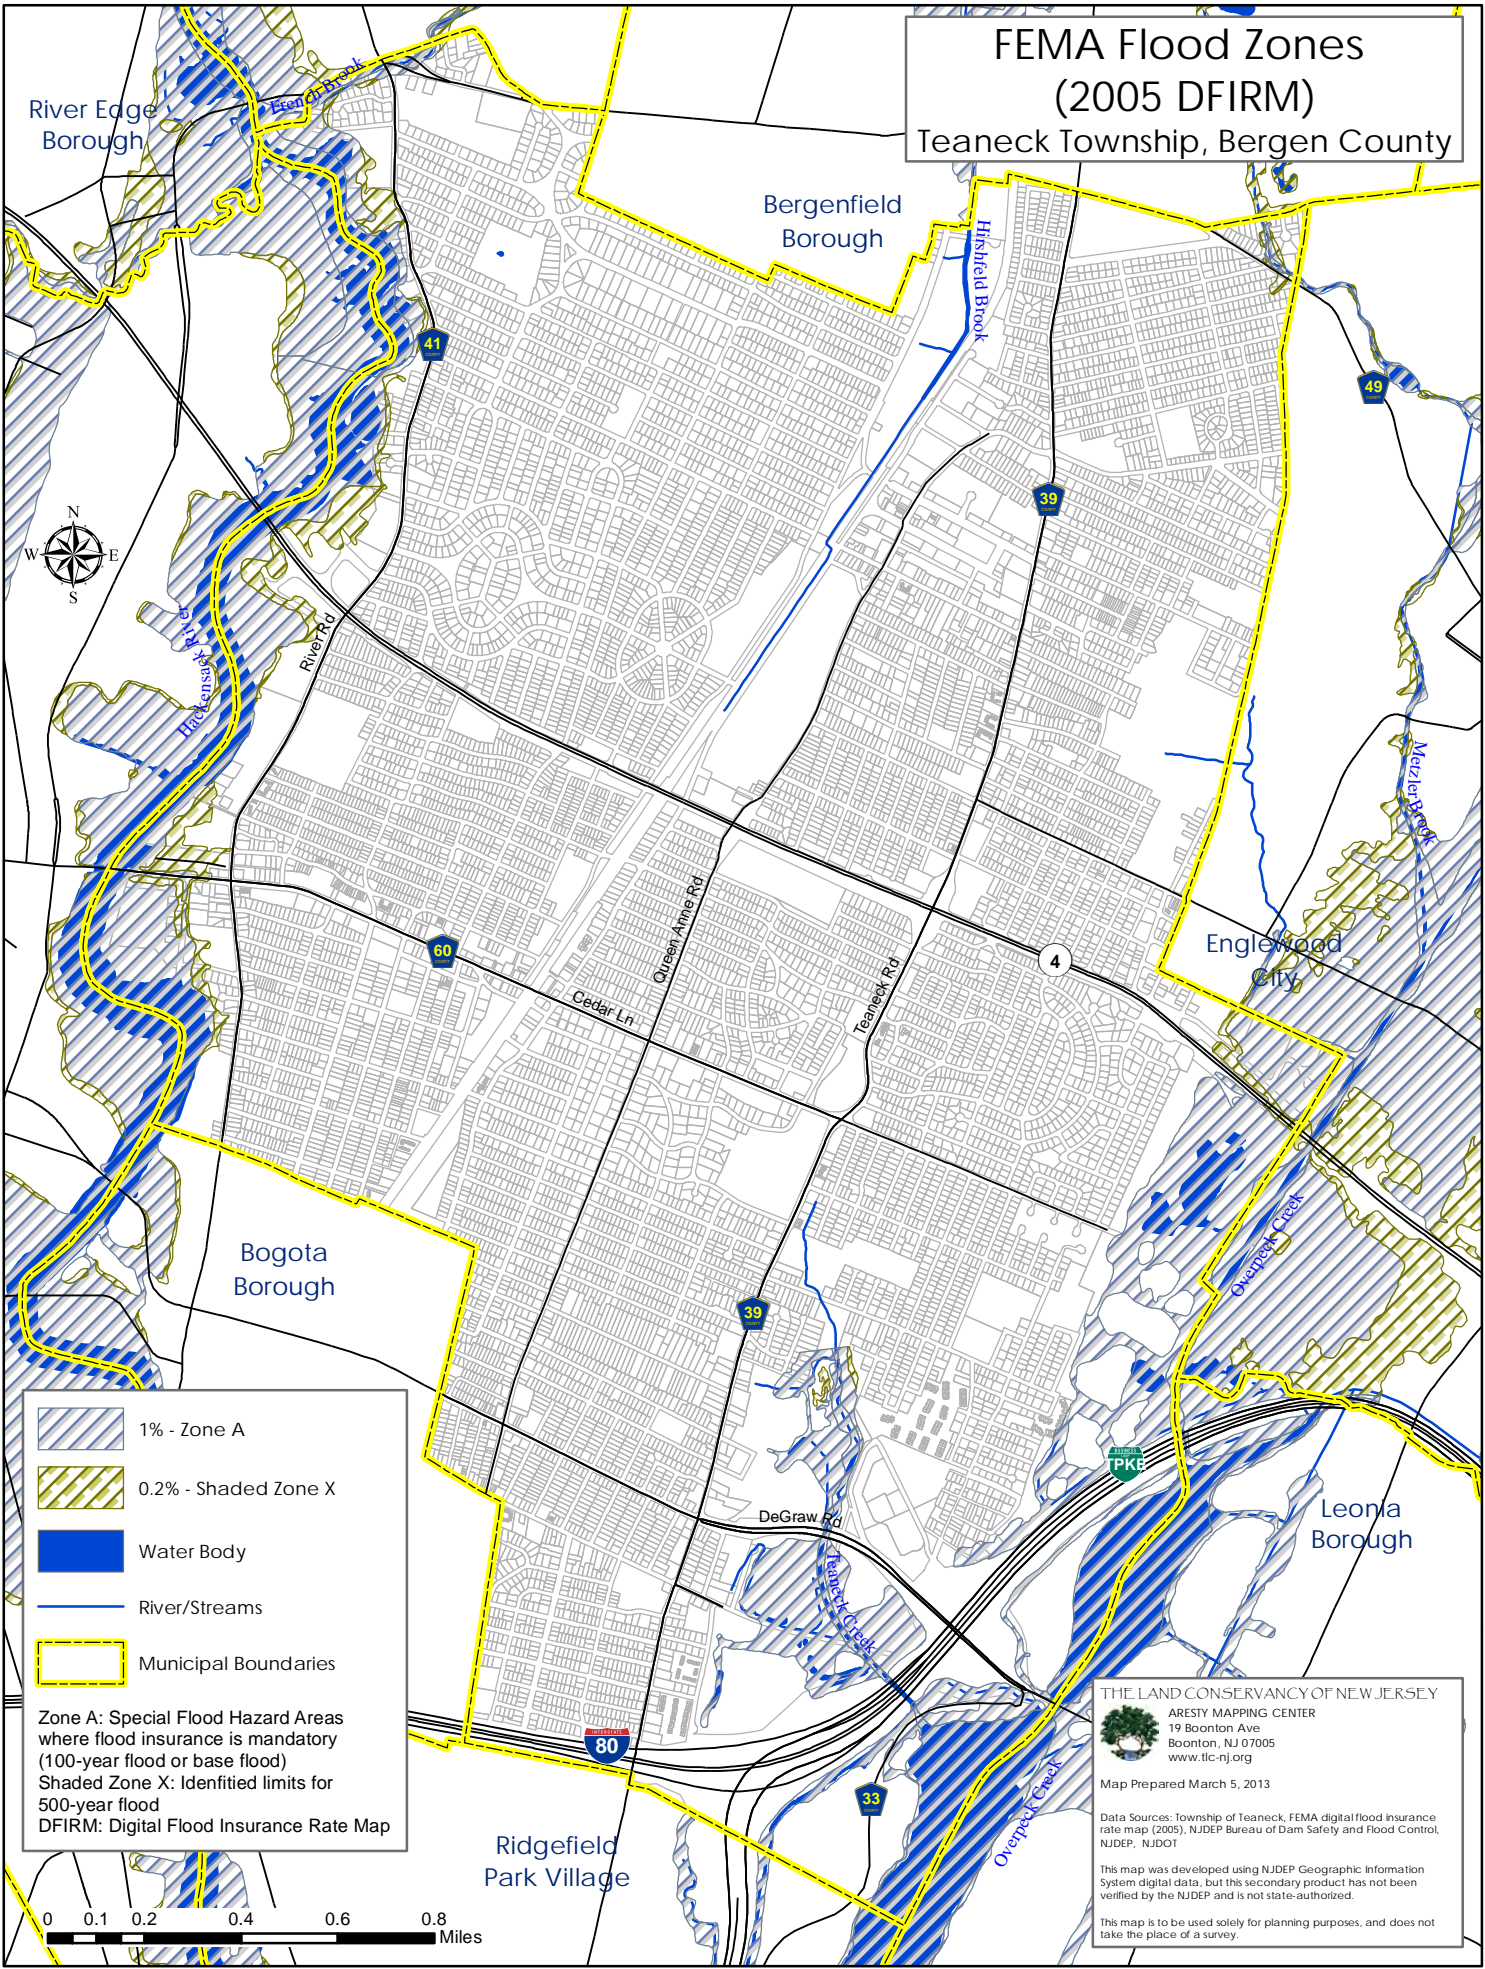 FEMA Flood Zones
(2005 DFIRM)
Teaneck Township, Bergen County
River Edge
Borough
French Brook
Bergenfield
Borough
Hirshfeld Brook
41
COUNTY
49
COUNTY
39
COUNTY
N
W E
S
River Rd
Hackensack River
Metzler Brook
Queen Anne Rd
60
COUNTY
Cedar Ln
Teaneck Rd
4
Englewood
City
Overpeck Creek
Bogota
Borough
39
COUNTY
BUSINESS
TPKE
Leonia
Borough
DeGraw Rd
Teaneck Creek
INTERSTATE
80
33
COUNTY
Overpeck Creek
Ridgefield
Park Village
1% - Zone A
0.2% - Shaded Zone X
Water Body
River/Streams
Municipal Boundaries
Zone A: Special Flood Hazard Areas
where flood insurance is mandatory
(100-year flood or base flood)
Shaded Zone X: Idenfitied limits for
500-year flood
DFIRM: Digital Flood Insurance Rate Map
0 0.1 0.2 0.4 0.6 0.8
Miles
THE LAND CONSERVANCY OF NEW JERSEY
ARESTY MAPPING CENTER
19 Boonton Ave
Boonton, NJ 07005
www.tlc-nj.org
Map Prepared March 5, 2013
Data Sources: Township of Teaneck, FEMA digital flood insurance
rate map (2005), NJDEP Bureau of Dam Safety and Flood Control,
NJDEP, NJDOT
This map was developed using NJDEP Geographic Information
System digital data, but this secondary product has not been
verified by the NJDEP and is not state-authorized.
This map is to be used solely for planning purposes, and does not
take the place of a survey.